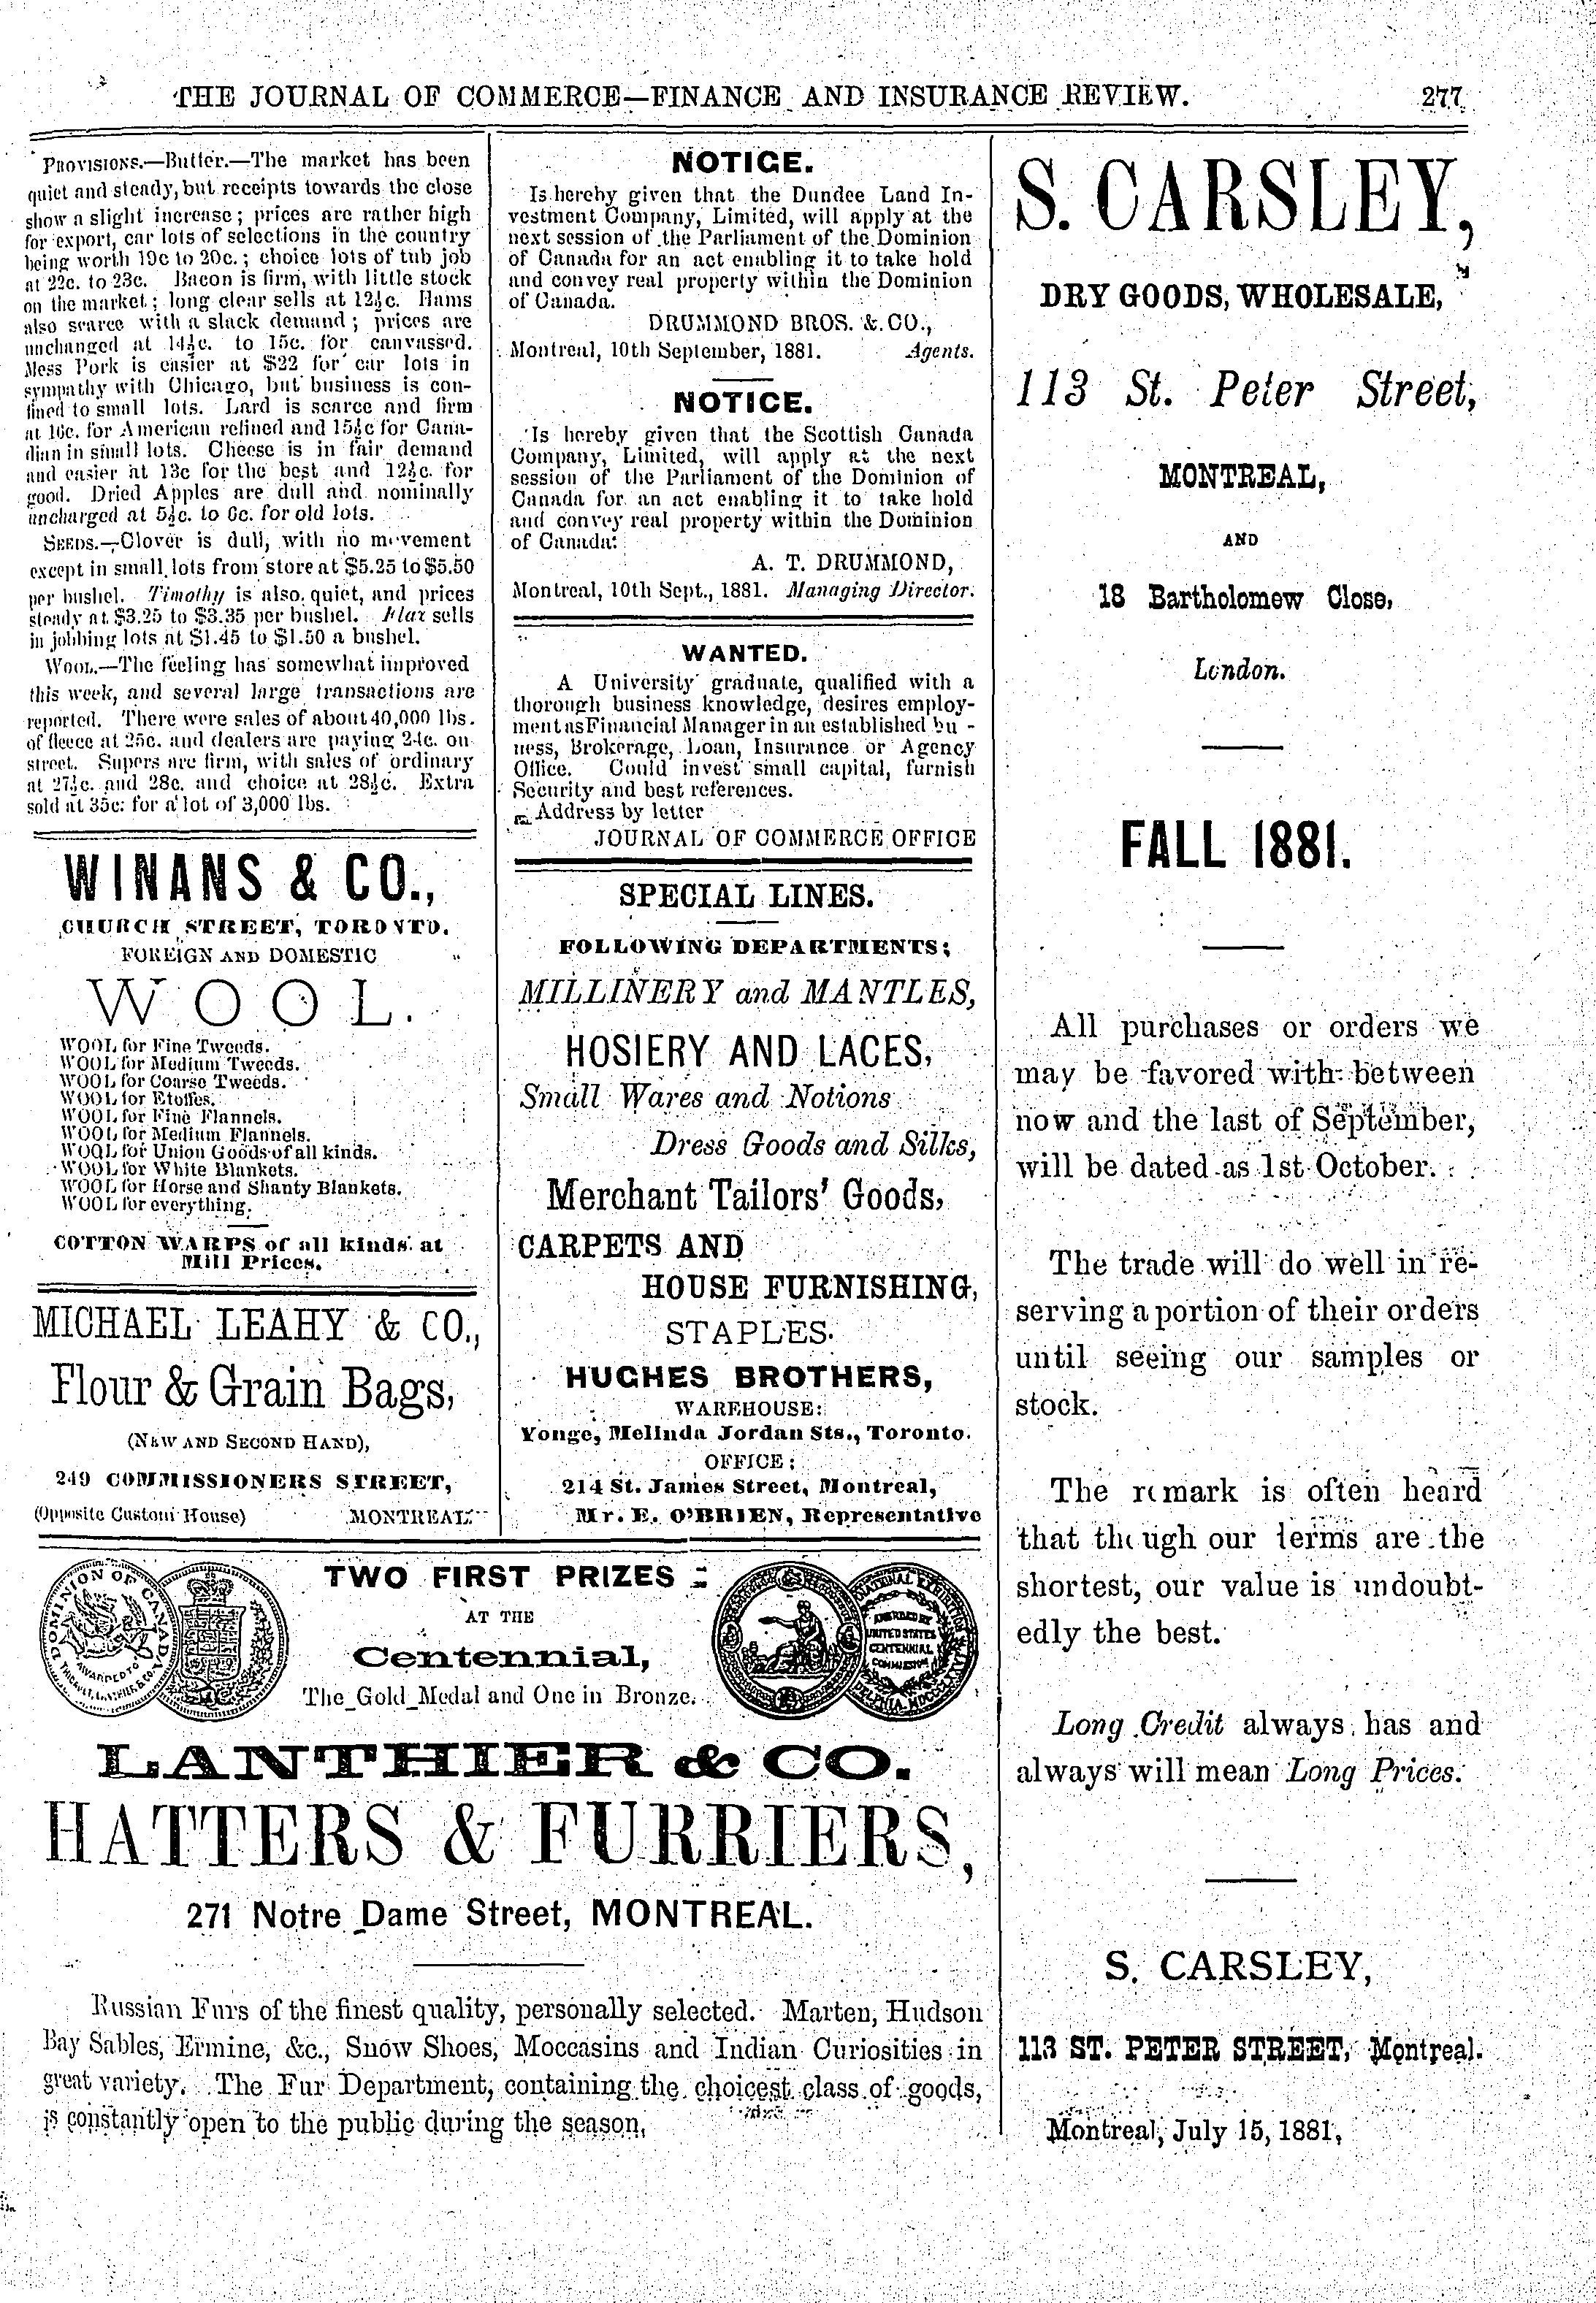 THE JOURNAL OF COMMERCE—FINANCE AND INSURANCE REVIEW. 277
PROVISIONS.—Butter.—The market has been
quiet and steady, but receipts towards the close
show a slight increase; prices are rather high
for export, car lots of selections in the country
being worth 19c to 20c.; choice lots of tub job
at 22c. to 23c. Bacon is firm, with little stock
on the market; long clear sells at 12½c. Hams
also scarce with a slack demand; prices are
unchanged at 14½c. to 15c. for canvassed.
Mess Pork is easier at $22 for car lots in
sympathy with Chicago, but business is con-
fined to small lots. Lard is scarce and firm
at 16c. for American refined and 15½c for Cana-
dian in small lots. Cheese is in fair demand
and easier at 13c for the best and 12½c. for
good. Dried Apples are dull and nominally
uncharged at 5½c. to 6c. for old lots.
SEEDS.—Clover is dull, with no movement
except in small lots from store at $5.25 to $5.50
per bushel. Timothy is also quiet, and prices
steady at $3.25 to $3.35 per bushel. Flax sells
in jobbing lots at $1.45 to $1.50 a bushel.
WOOL.—The feeling has somewhat improved
this week, and several large transactions are
reported. There were sales of about 40,000 lbs.
of fleece at 25c. and dealers are paying 24c. on
street. Supers are firm, with sales of ordinary
at 27½c. and 28c. and choice at 28½c. Extra
sold at 35c. for a lot of 3,000 lbs.
WINANS & CO.,
CHURCH STREET, TORONTO.
FOREIGN AND DOMESTIC
WOOL.
WOOL for Fine Tweeds.
WOOL for Medium Tweeds.
WOOL for Coarse Tweeds.
WOOL for Etoffes.
WOOL for Fine Flannels.
WOOL for Medium Flannels.
WOOL for Union Goods of all kinds.
WOOL for White Blankets.
WOOL for Horse and Shanty Blankets.
WOOL for everything.
COTTON WARPS of all kinds at
Mill Prices.
MICHAEL LEAHY & CO.,
Flour & Grain Bags,
(NEW AND SECOND HAND),
249 COMMISSIONERS STREET,
(Opposite Custom House) MONTREAL.
NOTICE.
Is hereby given that the Dundee Land In-
vestment Company, Limited, will apply at the
next session of the Parliament of the Dominion
of Canada for an act enabling it to take hold
and convey real property within the Dominion
of Canada.
DRUMMOND BROS. & CO.,
Montreal, 10th September, 1881. Agents.
NOTICE.
Is hereby given that the Scottish Canada
Company, Limited, will apply at the next
session of the Parliament of the Dominion of
Canada for an act enabling it to take hold
and convey real property within the Dominion
of Canada.
A. T. DRUMMOND,
Montreal, 10th Sept., 1881. Managing Director.
WANTED.
A University graduate, qualified with a
thorough business knowledge, desires employ-
ment as Financial Manager in an established bu -
ness, Brokerage, Loan, Insurance or Agency
Office. Could invest small capital, furnish
Security and best references.
Address by letter
JOURNAL OF COMMERCE OFFICE
SPECIAL LINES.
FOLLOWING DEPARTMENTS;
MILLINERY and MANTLES,
HOSIERY AND LACES,
Small Wares and Notions
Dress Goods and Silks,
Merchant Tailors' Goods,
CARPETS AND
HOUSE FURNISHING,
STAPLES.
HUGHES BROTHERS,
WAREHOUSE:
Yonge, Melinda Jordan Sts., Toronto.
OFFICE:
214 St. James Street, Montreal,
Mr. E. O'BRIEN, Representative
DOMINION OF CANADA
AWARDED TO
TWO FIRST PRIZES
AT THE
Centennial,
The Gold Medal and One in Bronze.
AWARDED BY
UNITED STATES
CENTENNIAL
COMMISSION
LANTHIER & CO.
HATTERS & FURRIERS,
271 Notre Dame Street, MONTREAL.
Russian Furs of the finest quality, personally selected. Marten, Hudson
Bay Sables, Ermine, &c., Snow Shoes, Moccasins and Indian Curiosities in
great variety. The Fur Department, containing the choicest class of goods,
is constantly open to the public during the season.
S. CARSLEY,
DRY GOODS, WHOLESALE,
113 St. Peter Street,
MONTREAL,
AND
18 Bartholomew Close,
London.
FALL 1881.
All purchases or orders we
may be favored with between
now and the last of September,
will be dated as 1st October.
The trade will do well in re-
serving a portion of their orders
until seeing our samples or
stock.
The remark is often heard
that though our terms are the
shortest, our value is undoubt-
edly the best.
Long Credit always has and
always will mean Long Prices.
S. CARSLEY,
113 ST. PETER STREET, Montreal.
Montreal, July 15, 1881,